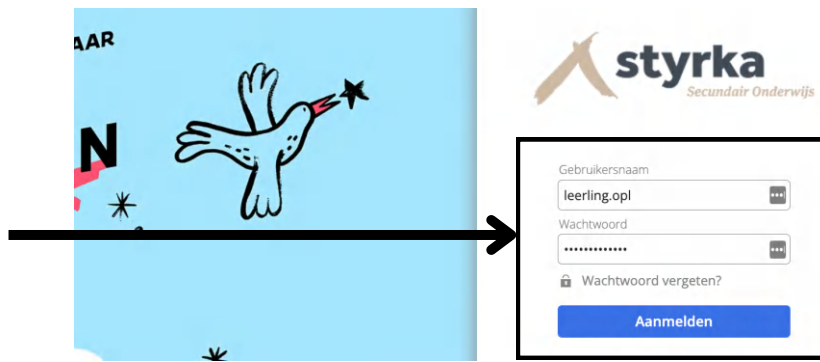 AAR
N
styrka
Secundair Onderwijs
Gebruikersnaam
leerling.opl
Wachtwoord
•••••••••••••
Wachtwoord vergeten?
Aanmelden